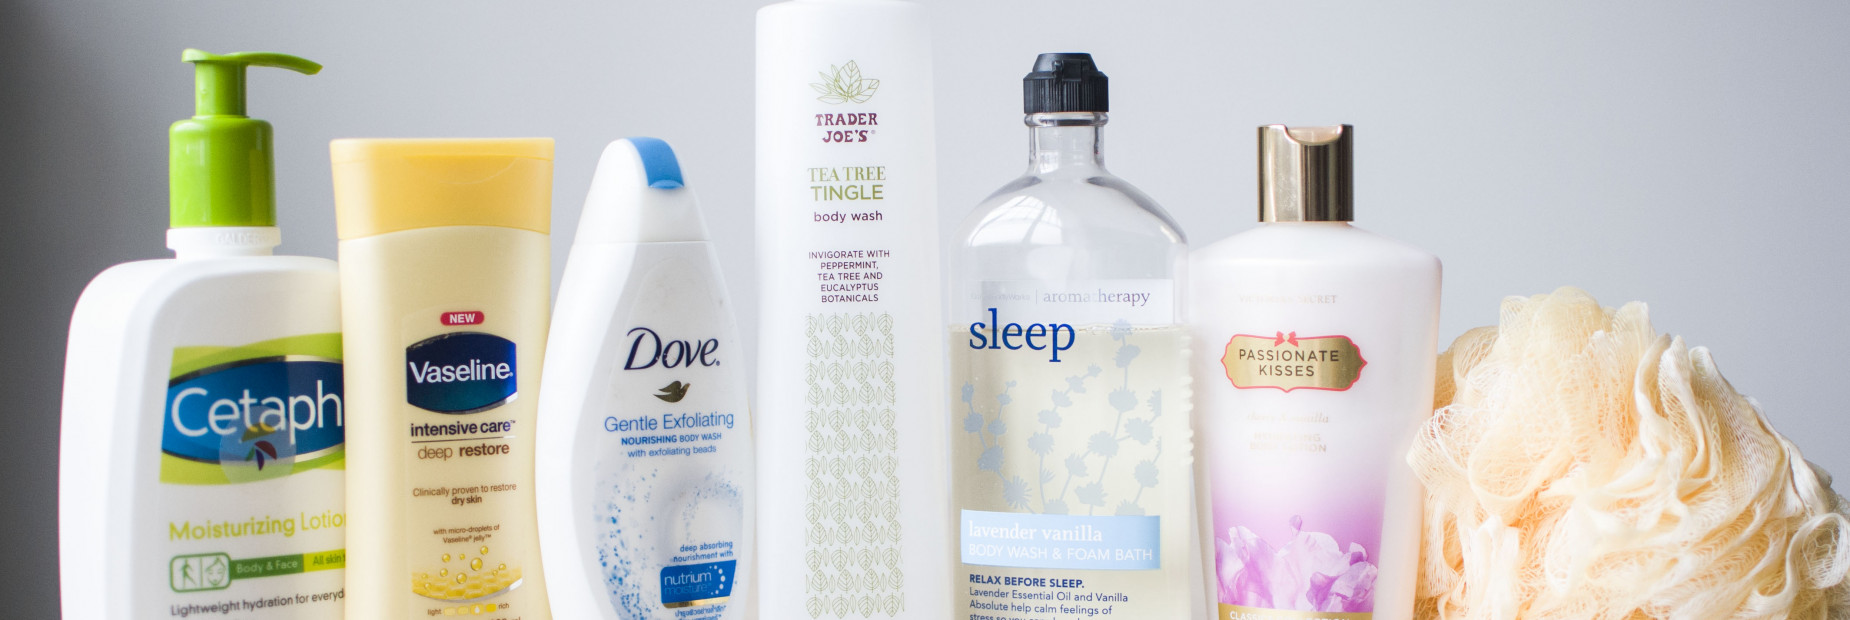 Cetaph
Moisturizing Lotio
Body & Face
All skin
Lightweight hydration for everyd
NEW
Vaseline.
intensive care™
deep restore
Clinically proven to restore
dry skin
with micro-droplets of
Vaseline® jelly™
light
rich
Dove.
Gentle Exfoliating
NOURISHING BODY WASH
with exfoliating beads
deep absorbing
nourishment with
nutrium
moisture
TRADER
JOE'S®
TEA TREE
TINGLE
body wash
INVIGORATE WITH
PEPPERMINT,
TEA TREE AND
EUCALYPTUS
BOTANICALS
| aromatherapy
sleep
lavender vanilla
BODY WASH & FOAM BATH
RELAX BEFORE SLEEP.
Lavender Essential Oil and Vanilla
Absolute help calm feelings of
PASSIONATE
KISSES